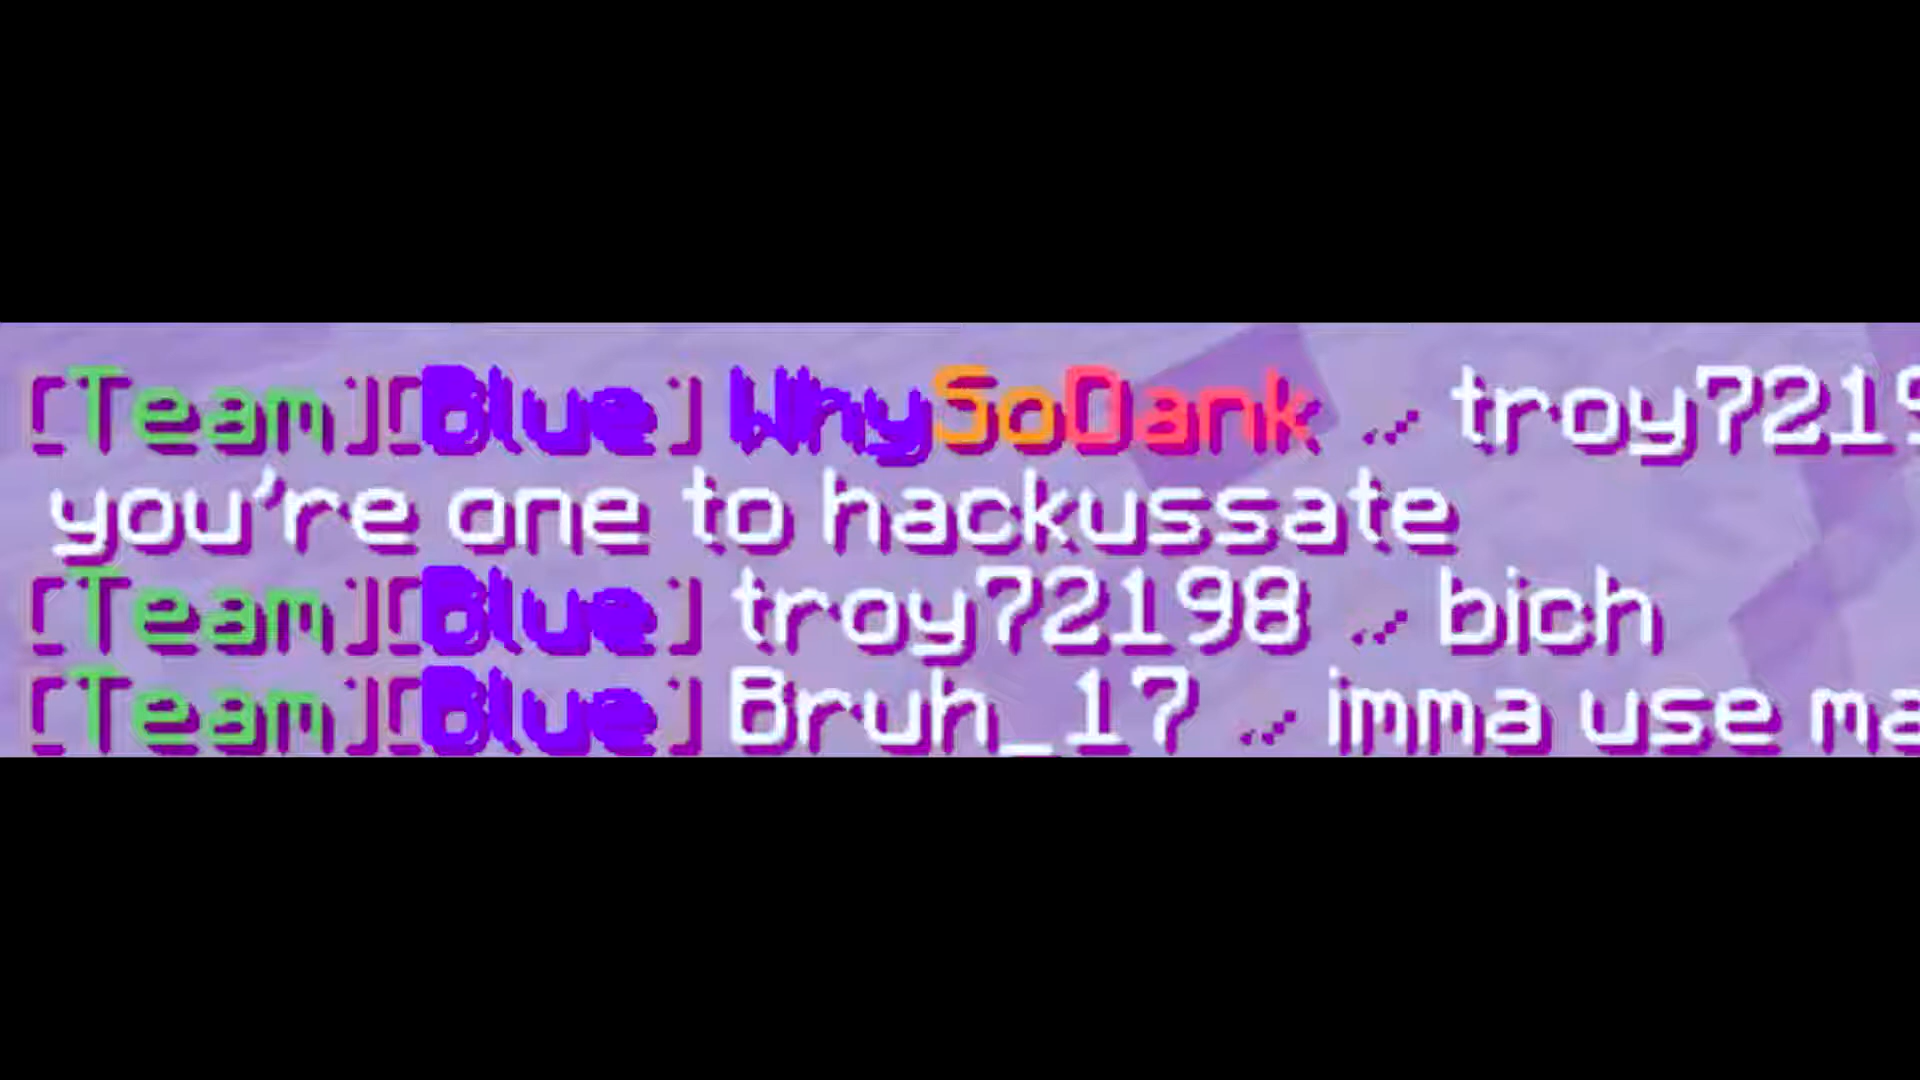 [Team][Blue] WhySoDank .. troy7219
you're one to hackussate
[Team][Blue] troy72198 .. bich
[Team][Blue] Bruh_17 .. imma use ma